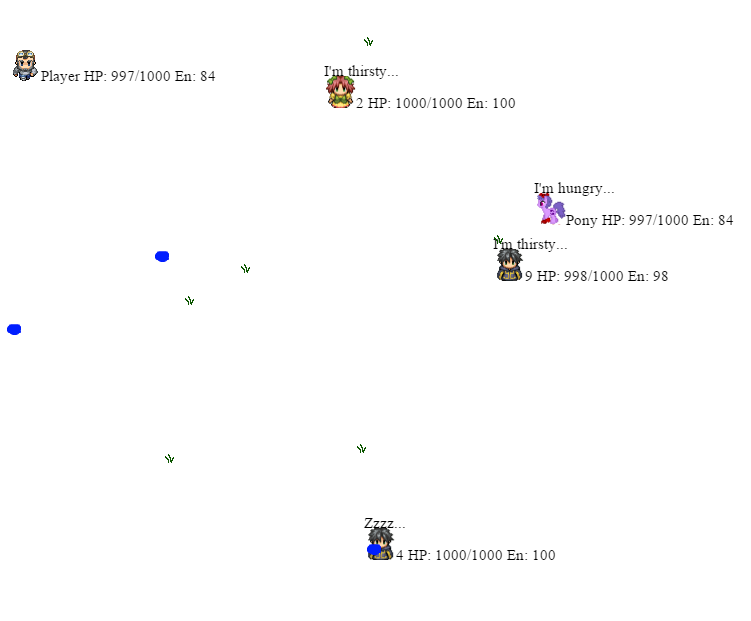 I'm thirsty...
Player HP: 997/1000 En: 84
2 HP: 1000/1000 En: 100
I'm hungry...
Pony HP: 997/1000 En: 84
I'm thirsty...
9 HP: 998/1000 En: 98
Zzzz...
4 HP: 1000/1000 En: 100